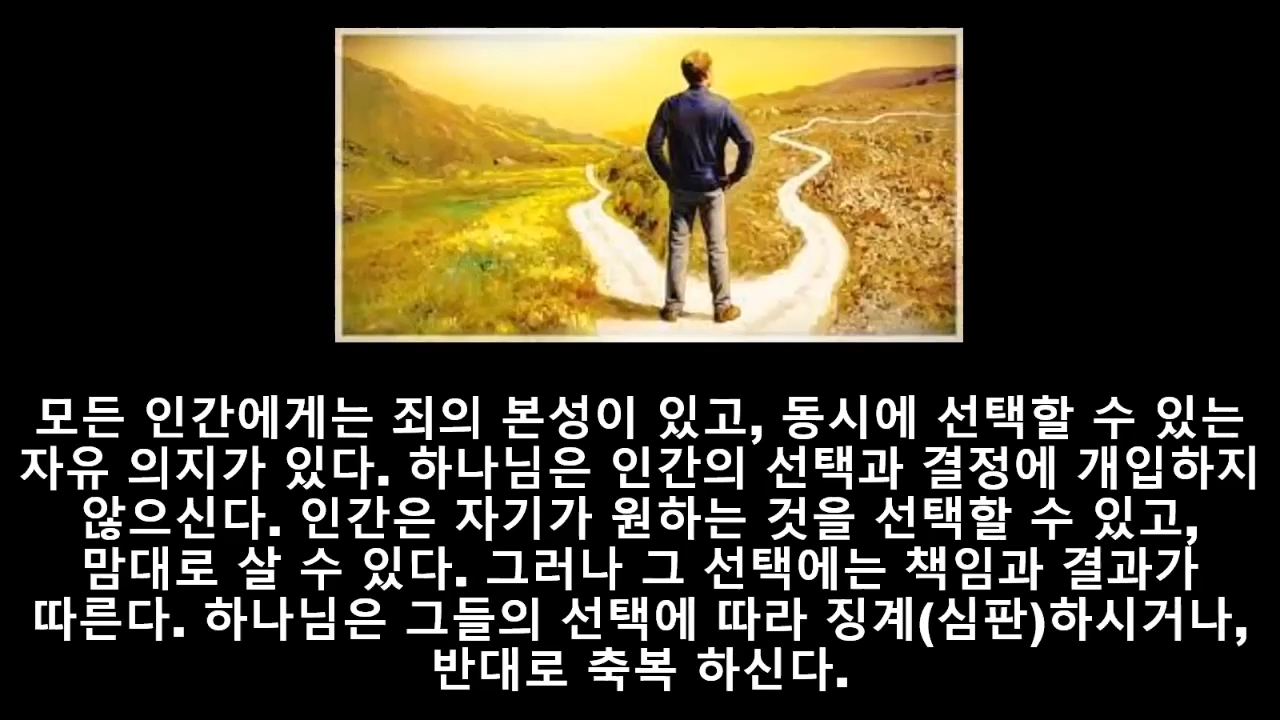 모든 인간에게는 죄의 본성이 있고, 동시에 선택할 수 있는
자유 의지가 있다. 하나님은 인간의 선택과 결정에 개입하지
않으신다. 인간은 자기가 원하는 것을 선택할 수 있고,
맘대로 살 수 있다. 그러나 그 선택에는 책임과 결과가
따른다. 하나님은 그들의 선택에 따라 징계(심판)하시거나,
반대로 축복 하신다.